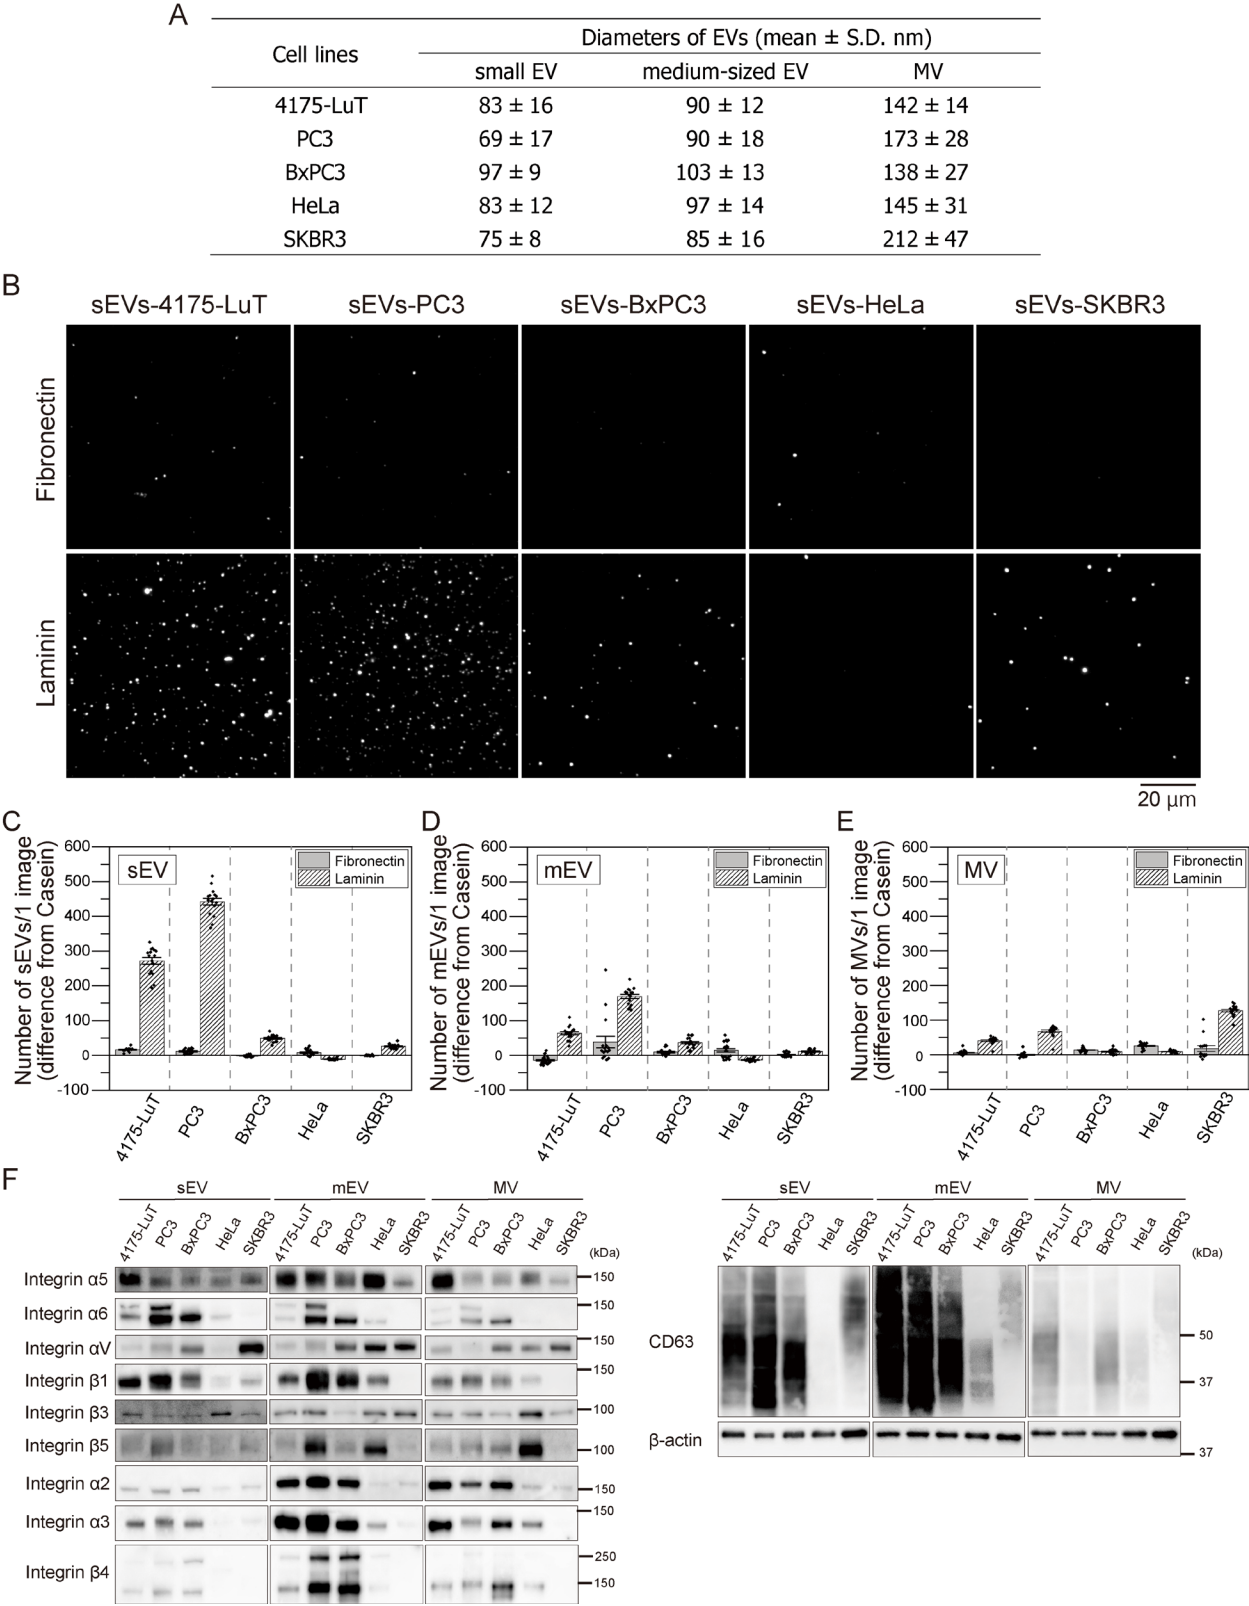 A
Cell lines
Diameters of EVs (mean ± S.D. nm)
small EV medium-sized EV MV
4175-LuT 83 ± 16 90 ± 12 142 ± 14
PC3 69 ± 17 90 ± 18 173 ± 28
BxPC3 97 ± 9 103 ± 13 138 ± 27
HeLa 83 ± 12 97 ± 14 145 ± 31
SKBR3 75 ± 8 85 ± 16 212 ± 47
B
sEVs-4175-LuT sEVs-PC3 sEVs-BxPC3 sEVs-HeLa sEVs-SKBR3
Fibronectin
Laminin
20 µm
C
Number of sEVs/1 image
(difference from Casein)
600
500
400
300
200
100
0
-100
sEV
Fibronectin
Laminin
4175-LuT PC3 BxPC3 HeLa SKBR3
D
Number of mEVs/1 image
(difference from Casein)
600
500
400
300
200
100
0
-100
mEV
Fibronectin
Laminin
4175-LuT PC3 BxPC3 HeLa SKBR3
E
Number of MVs/1 image
(difference from Casein)
600
500
400
300
200
100
0
-100
MV
Fibronectin
Laminin
4175-LuT PC3 BxPC3 HeLa SKBR3
F
sEV mEV MV
4175-LuT PC3 BxPC3 HeLa SKBR3 4175-LuT PC3 BxPC3 HeLa SKBR3 4175-LuT PC3 BxPC3 HeLa SKBR3
(kDa)
Integrin α5 150
Integrin α6 150
Integrin αV 150
Integrin β1 150
Integrin β3 100
Integrin β5 100
Integrin α2 150
Integrin α3 150
Integrin β4 250
150
sEV mEV MV
4175-LuT PC3 BxPC3 HeLa SKBR3 4175-LuT PC3 BxPC3 HeLa SKBR3 4175-LuT PC3 BxPC3 HeLa SKBR3
(kDa)
CD63 50
37
β-actin
37